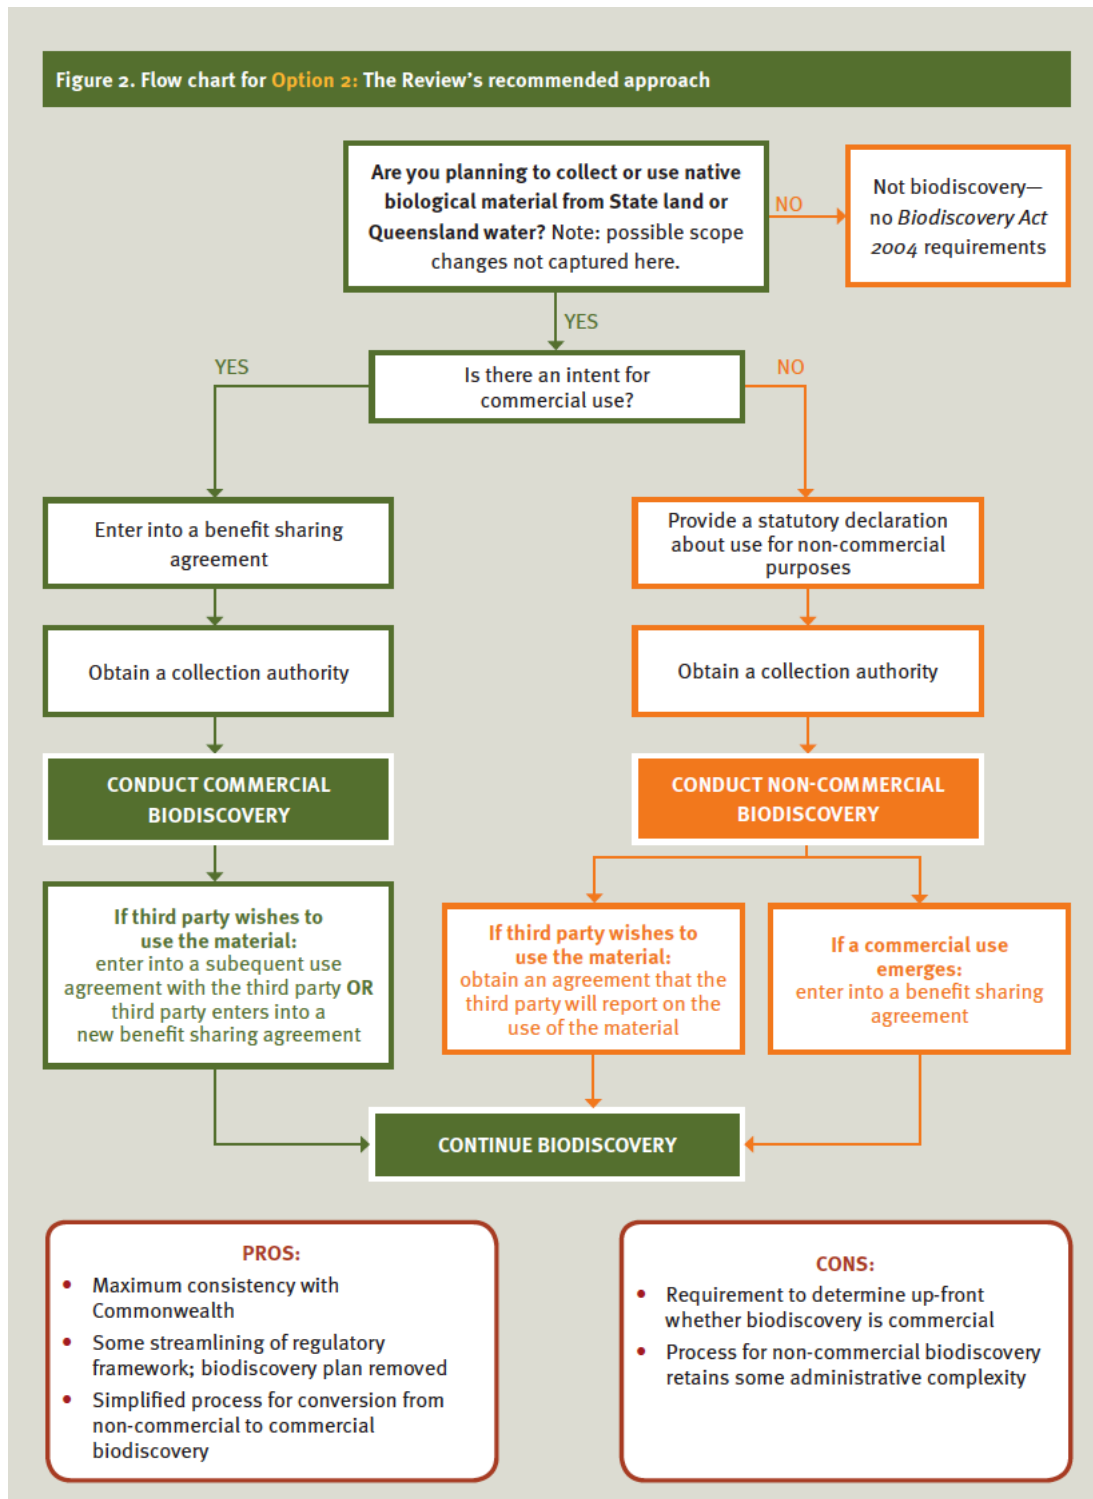 Figure 2. Flow chart for Option 2: The Review's recommended approach
Are you planning to collect or use native
biological material from State land or
Queensland water? Note: possible scope
changes not captured here.
NO
Not biodiscovery—
no Biodiscovery Act
2004 requirements
YES
YES
Is there an intent for
commercial use?
NO
Enter into a benefit sharing
agreement
Provide a statutory declaration
about use for non-commercial
purposes
Obtain a collection authority
Obtain a collection authority
CONDUCT COMMERCIAL
BIODISCOVERY
CONDUCT NON-COMMERCIAL
BIODISCOVERY
If third party wishes to
use the material:
enter into a subequent use
agreement with the third party OR
third party enters into a
new benefit sharing agreement
If third party wishes to
use the material:
obtain an agreement that the
third party will report on the
use of the material
If a commercial use
emerges:
enter into a benefit sharing
agreement
CONTINUE BIODISCOVERY
PROS:
• Maximum consistency with
Commonwealth
• Some streamlining of regulatory
framework; biodiscovery plan removed
• Simplified process for conversion from
non-commercial to commercial
biodiscovery
CONS:
• Requirement to determine up-front
whether biodiscovery is commercial
• Process for non-commercial biodiscovery
retains some administrative complexity